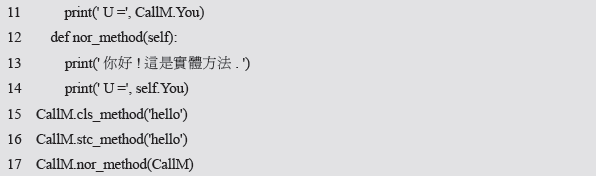 11 print(' U =', CallM.You)
12 def nor_method(self):
13 print(' 你好 ! 這是實體方法 . ')
14 print(' U =', self.You)
15 CallM.cls_method('hello')
16 CallM.stc_method('hello')
17 CallM.nor_method(CallM)